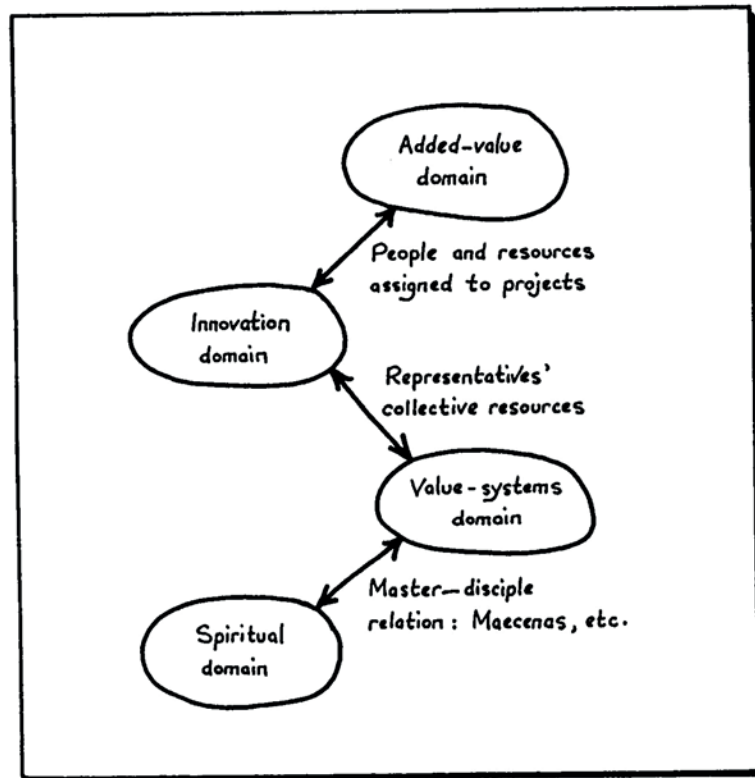 Added-value
domain
People and resources
assigned to projects
Innovation
domain
Representatives'
collective resources
Value-systems
domain
Master-disciple
relation: Maecenas, etc.
Spiritual
domain